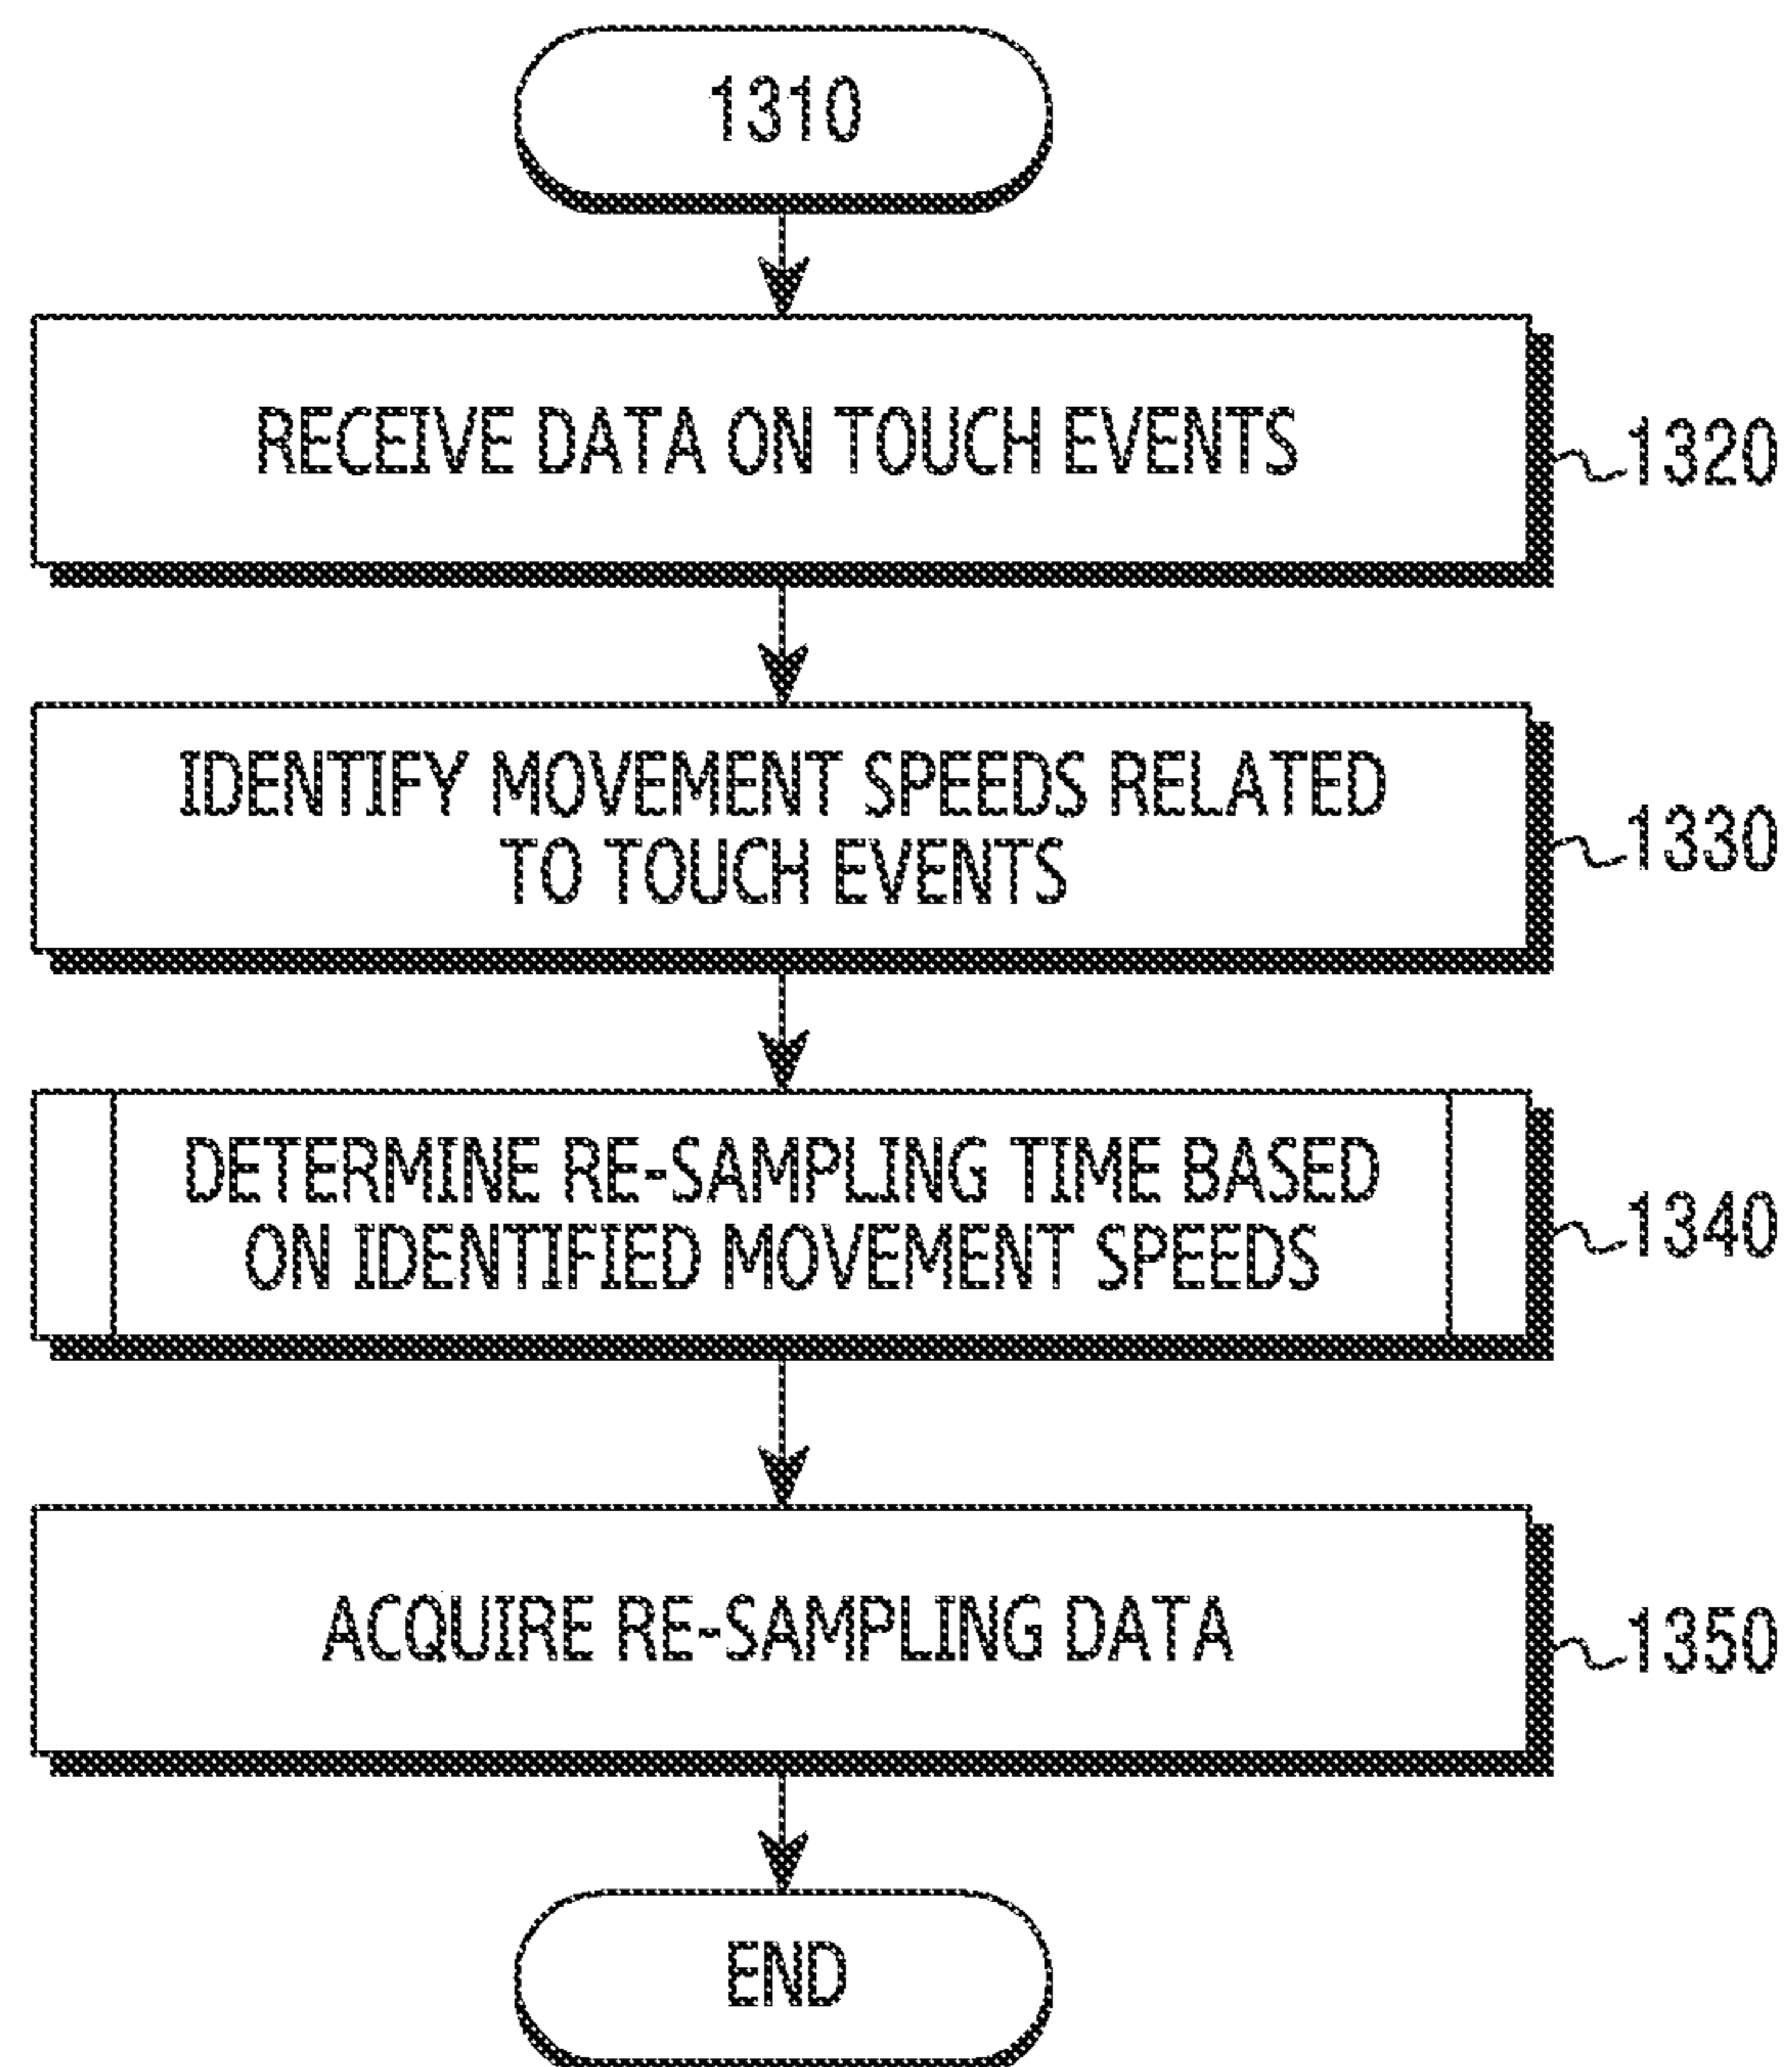 1310
RECEIVE DATA ON TOUCH EVENTS
1320
IDENTIFY MOVEMENT SPEEDS RELATED
TO TOUCH EVENTS
1330
DETERMINE RE-SAMPLING TIME BASED
ON IDENTIFIED MOVEMENT SPEEDS
1340
ACQUIRE RE-SAMPLING DATA
1350
END